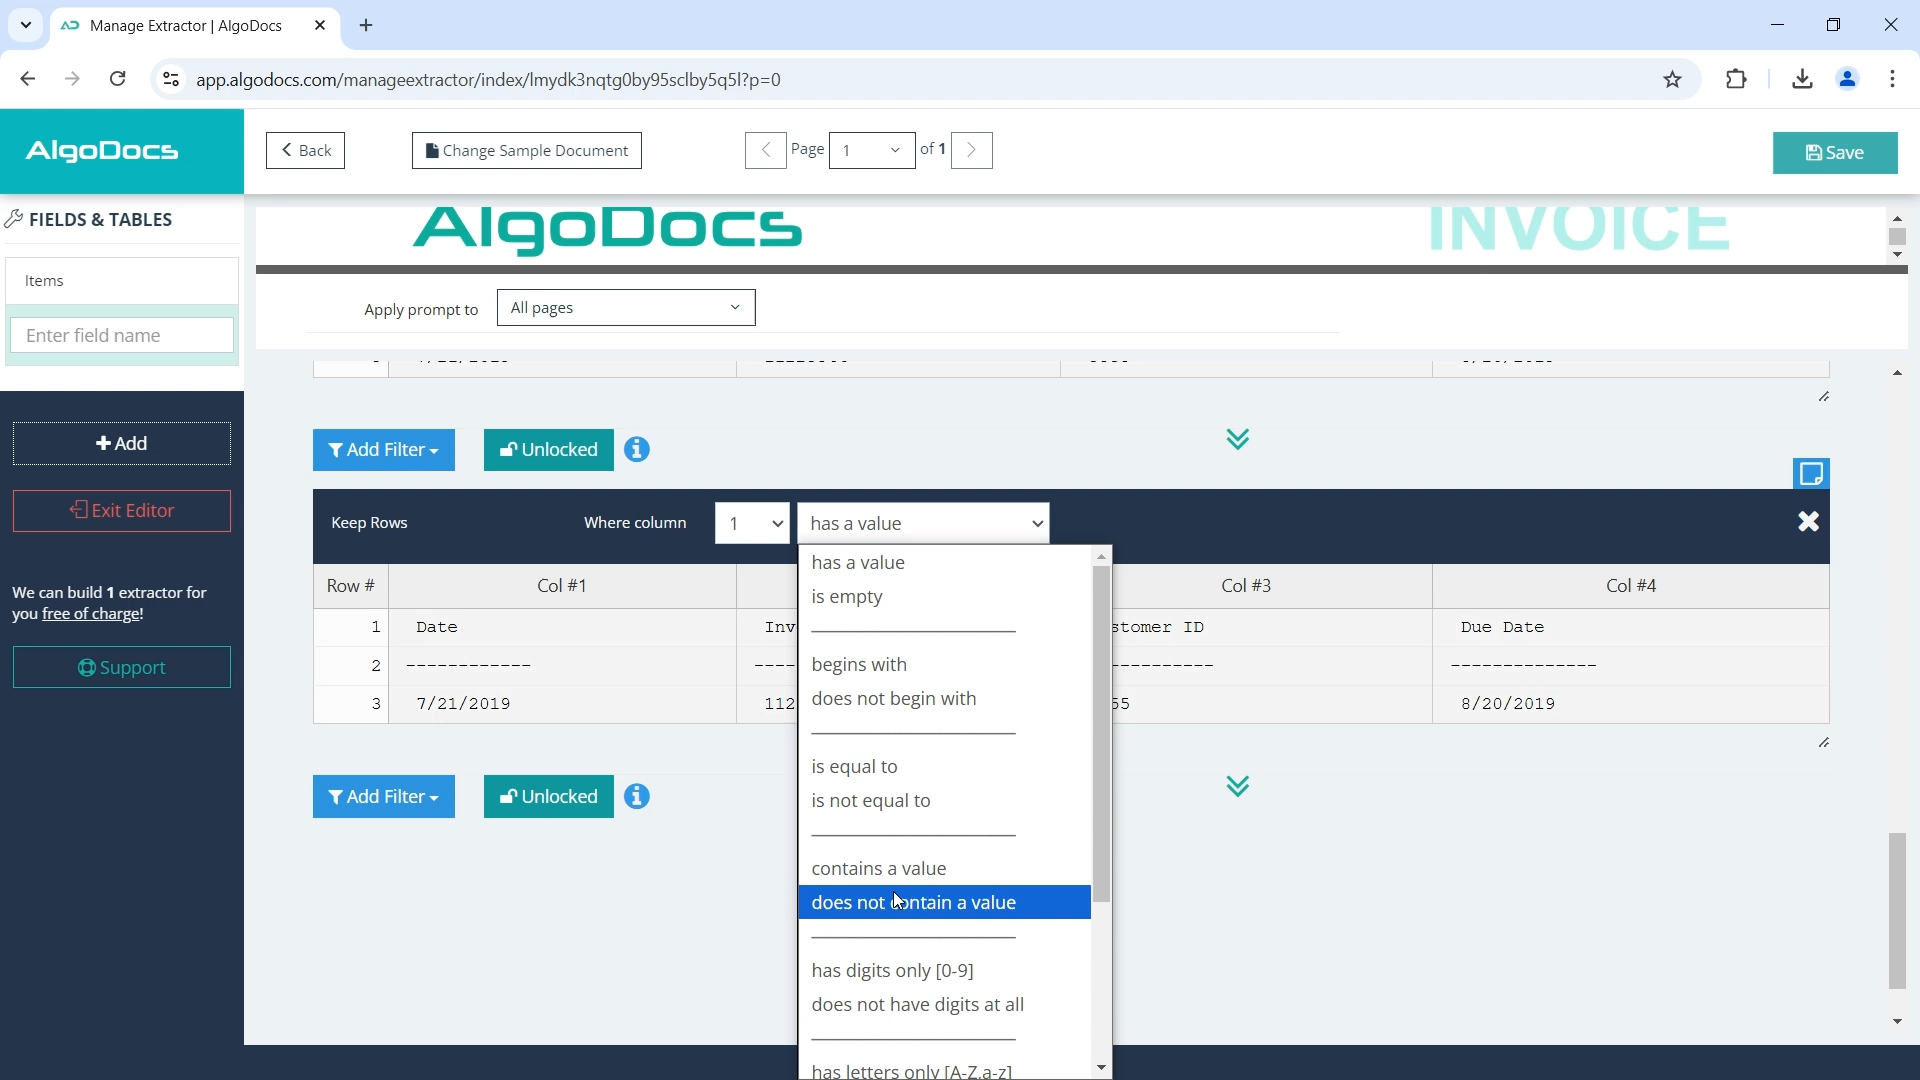 Manage Extractor | AlgoDocs
app.algodocs.com/manageextractor/index/lmydk3nqtg0by95sclby5q5l?p=0
AlgoDocs
Back
Change Sample Document
Page
1
of 1
Save
FIELDS & TABLES
Items
Enter field name
Add
Exit Editor
We can build 1 extractor for
you free of charge!
Support
AlgoDocs
INVOICE
Apply prompt to
All pages
Add Filter
Unlocked
Keep Rows
Where column
1
has a value
has a value
is empty
begins with
does not begin with
is equal to
is not equal to
contains a value
does not contain a value
has digits only [0-9]
does not have digits at all
has letters only [A-Z,a-z]
Row #
Col #1
Col #3
Col #4
1
Date
Inv
stomer ID
Due Date
2
------------
----
----------
--------------
3
7/21/2019
112
55
8/20/2019
Add Filter
Unlocked